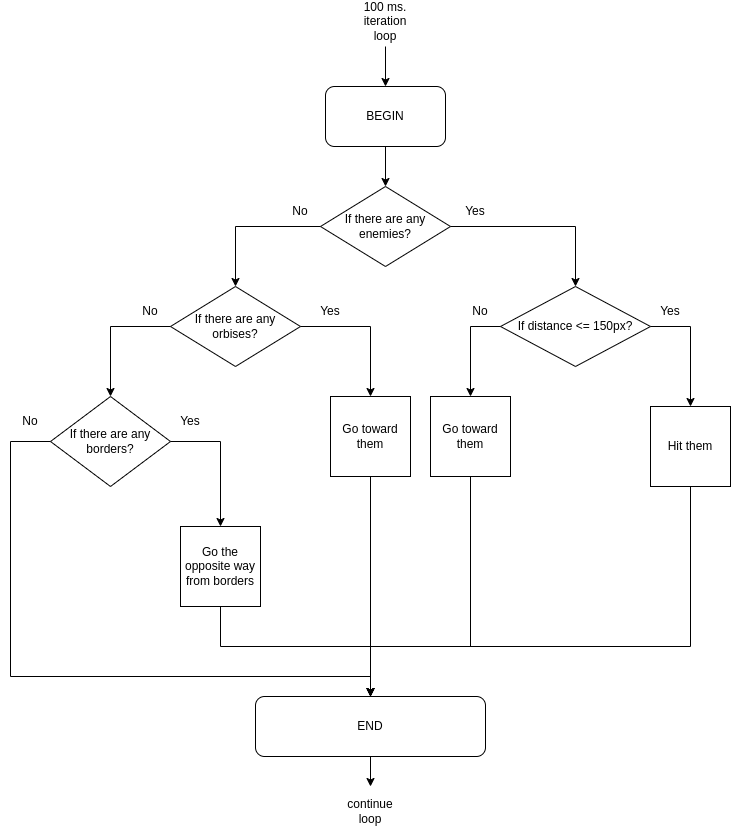 100 ms.
iteration
loop
BEGIN
No
Yes
If there are any
enemies?
No
Yes
No
Yes
If there are any
orbises?
If distance <= 150px?
No
Yes
If there are any
borders?
Go toward
them
Go toward
them
Hit them
Go the
opposite way
from borders
END
continue
loop